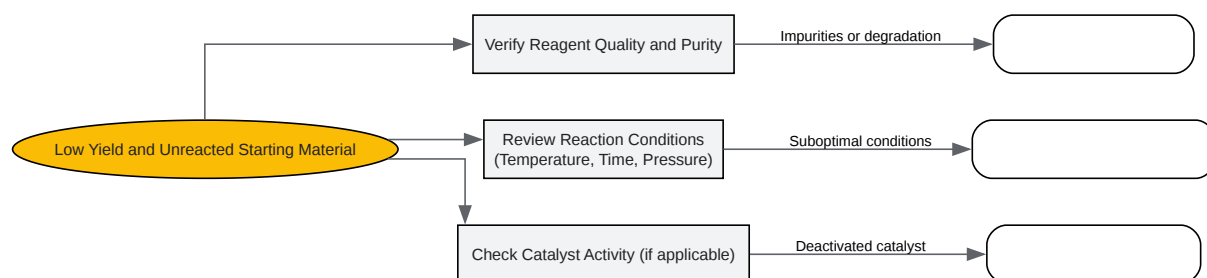 Verify Reagent Quality and Purity
Impurities or degradation
Low Yield and Unreacted Starting Material
Review Reaction Conditions
(Temperature, Time, Pressure)
Suboptimal conditions
Check Catalyst Activity (if applicable)
Deactivated catalyst